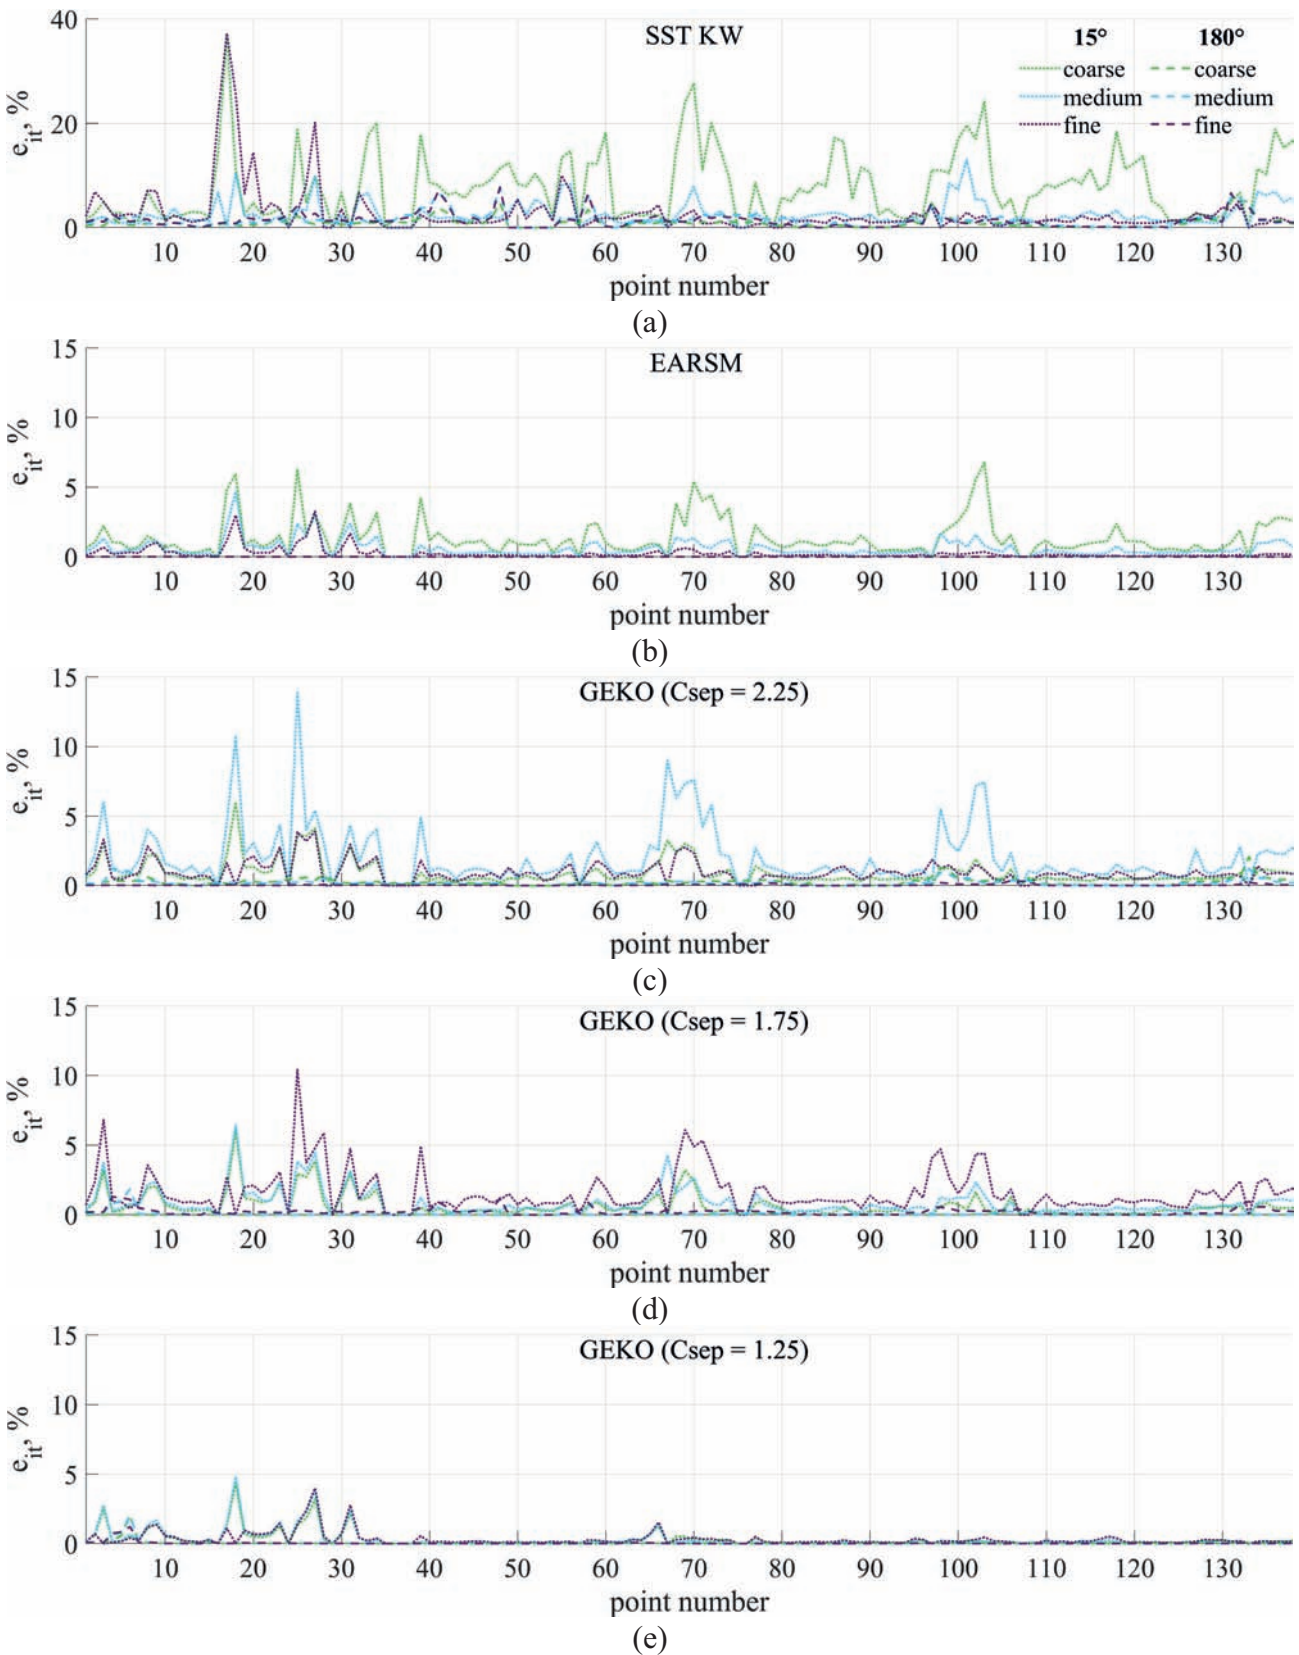 SST KW
15° 180°
coarse coarse
medium medium
fine fine
e_it, %
40
20
0
10 20 30 40 50 60 70 80 90 100 110 120 130
point number
(a)
EARSM
e_it, %
15
10
5
0
10 20 30 40 50 60 70 80 90 100 110 120 130
point number
(b)
GEKO (Csep = 2.25)
e_it, %
15
10
5
0
10 20 30 40 50 60 70 80 90 100 110 120 130
point number
(c)
GEKO (Csep = 1.75)
e_it, %
15
10
5
0
10 20 30 40 50 60 70 80 90 100 110 120 130
point number
(d)
GEKO (Csep = 1.25)
e_it, %
15
10
5
0
10 20 30 40 50 60 70 80 90 100 110 120 130
point number
(e)